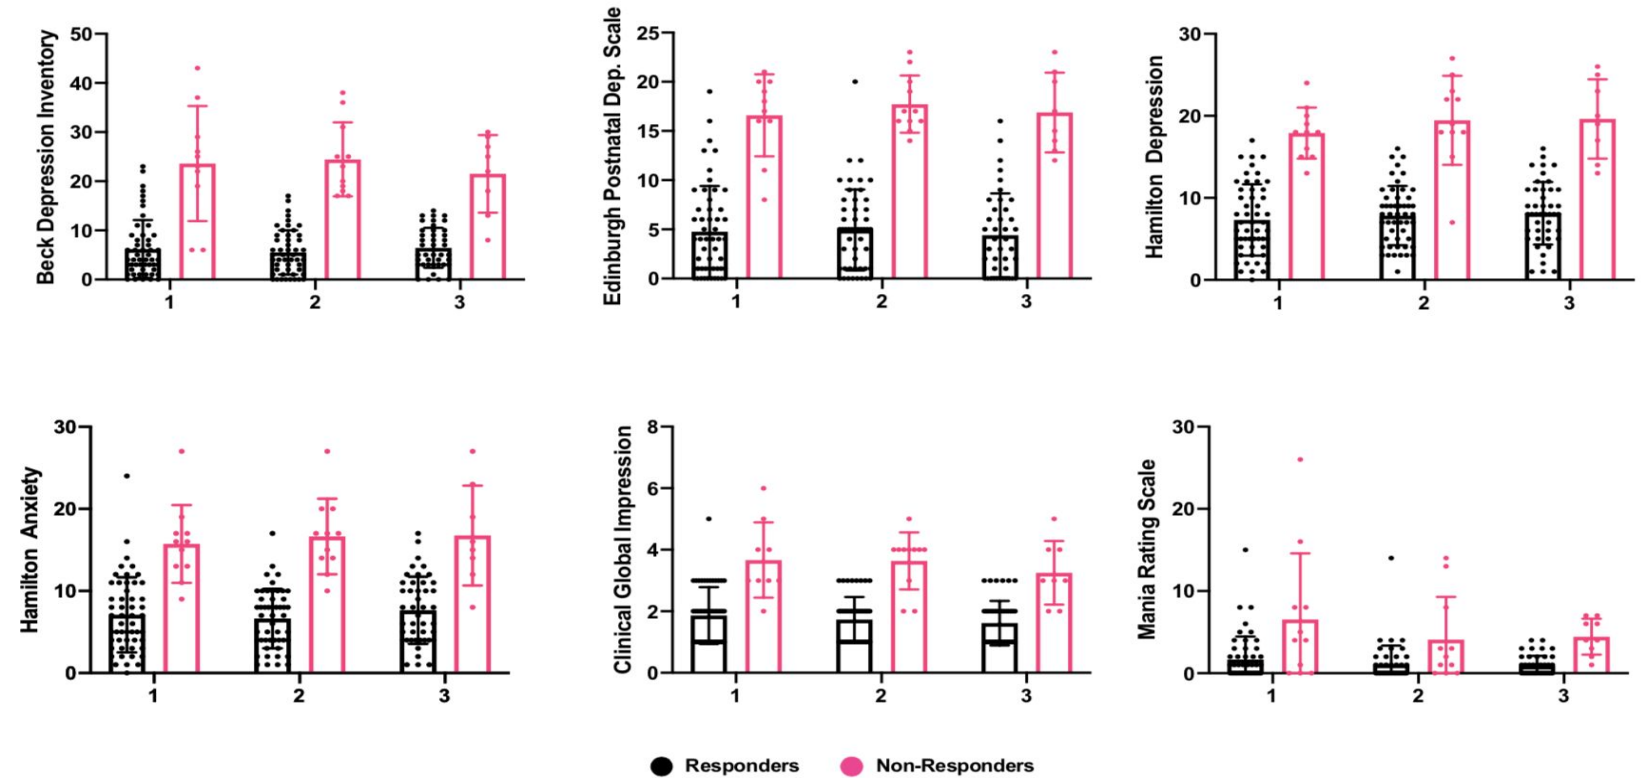 Beck Depression Inventory
50
40
30
20
10
0
1 2 3
Edinburgh Postnatal Dep. Scale
25
20
15
10
5
0
1 2 3
Hamilton Depression
30
20
10
0
1 2 3
Hamilton Anxiety
30
20
10
0
1 2 3
Clinical Global Impression
8
6
4
2
0
1 2 3
Mania Rating Scale
30
20
10
0
1 2 3
Responders Non-Responders